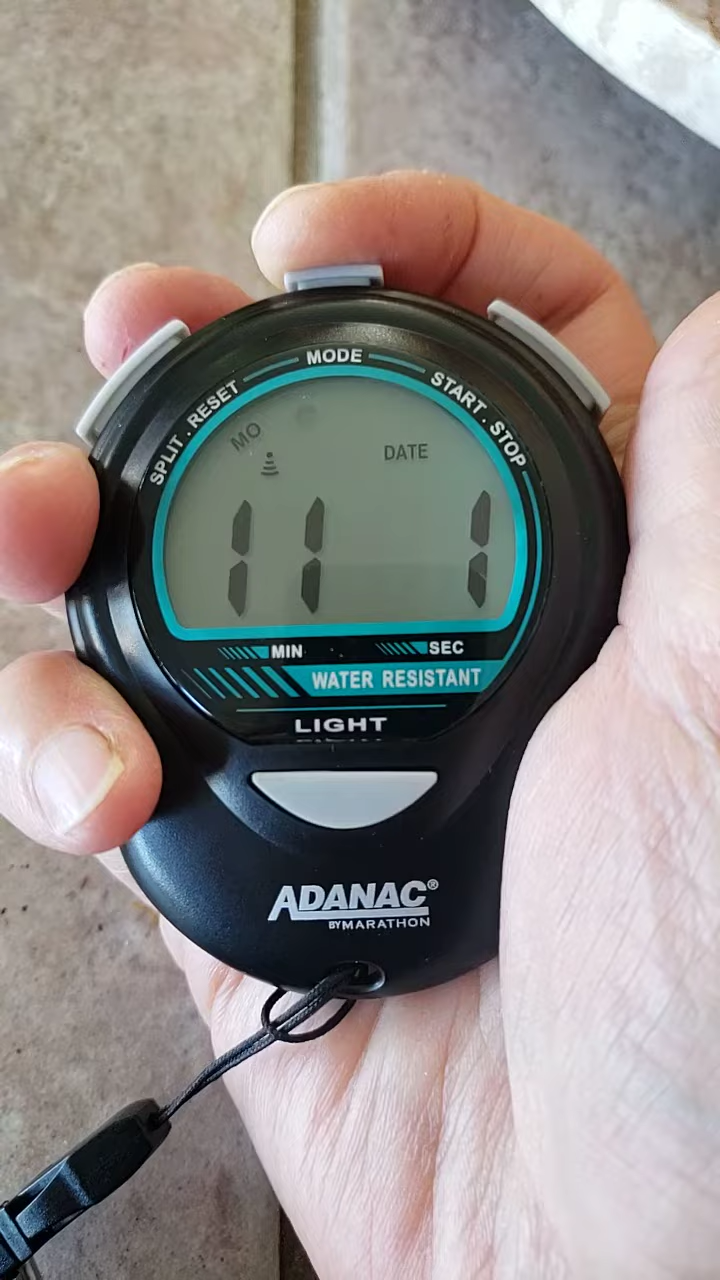 MODE
SPLIT . RESET
START . STOP
MO
DATE
11 1
MIN SEC
WATER RESISTANT
LIGHT
ADANAC®
BY MARATHON